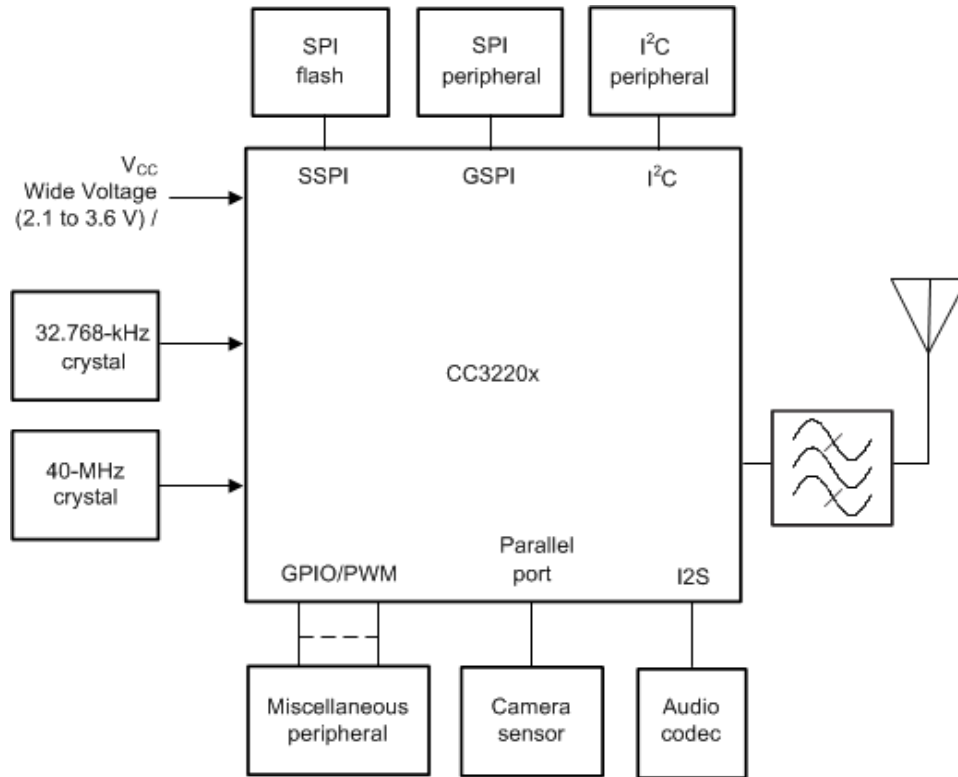 SPI
flash
SPI
peripheral
I²C
peripheral
SSPI
GSPI
I²C
VCC
Wide Voltage
(2.1 to 3.6 V) /
32.768-kHz
crystal
CC3220x
40-MHz
crystal
GPIO/PWM
Parallel
port
I2S
Miscellaneous
peripheral
Camera
sensor
Audio
codec